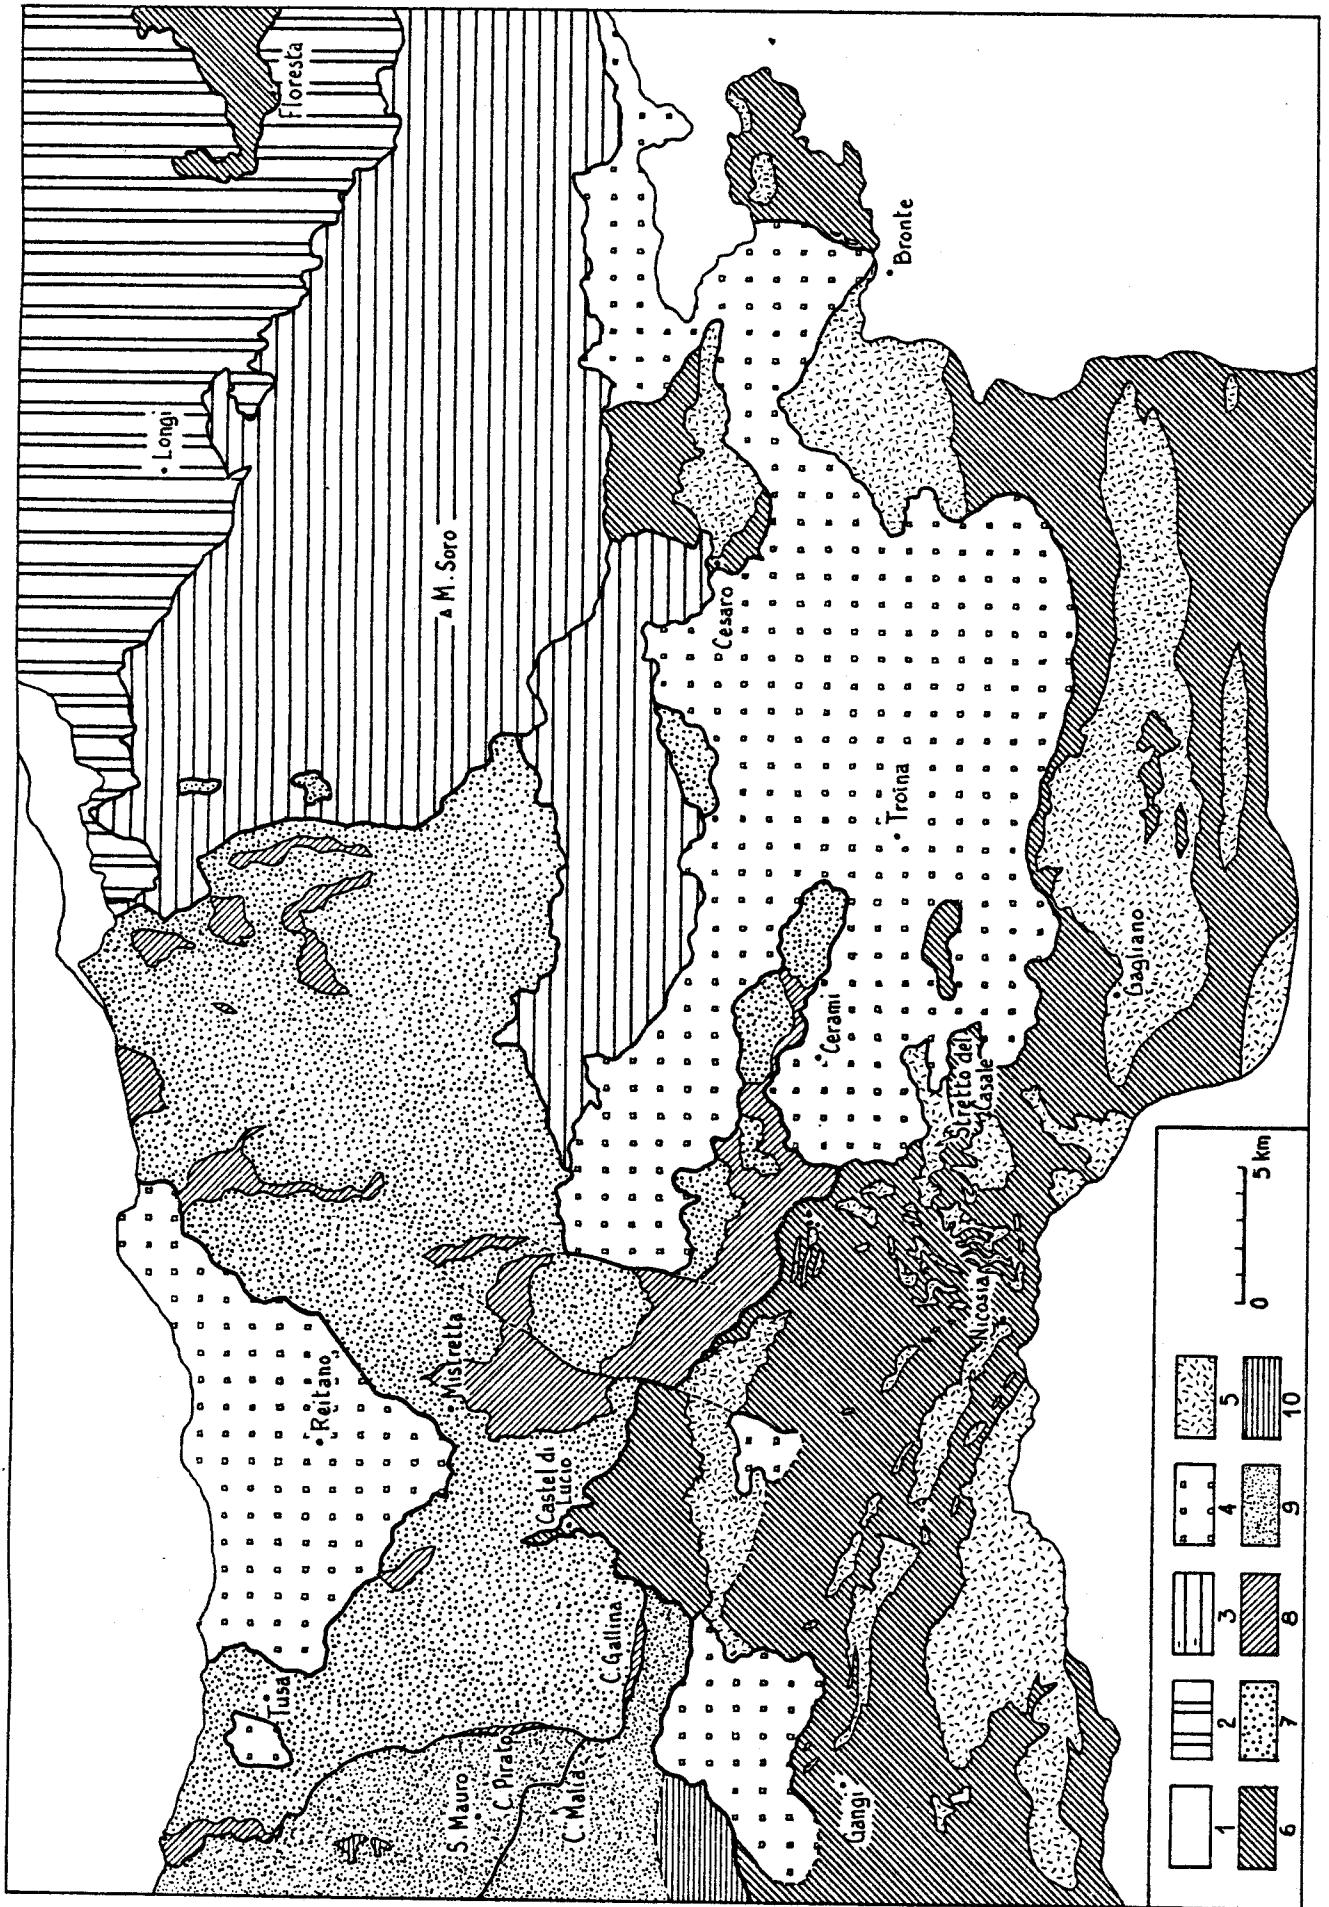 Floresta
Longi
M. Soro
Bronte
Cesaro
Troina
Cerami
Gagliano
Stretto del
Casale
Reitano
Mistretta
Nicosia
Castel di
Lucio
Tusa
C. Gallina
S. Mauro
C. Pirato
C. Maira
Gangi
1 2 3 4 5
6 7 8 9 10
0 5 km